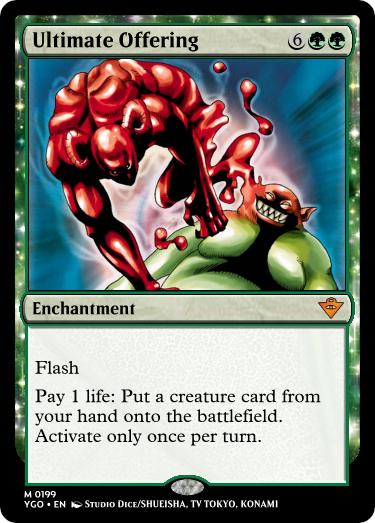 Ultimate Offering 6
Enchantment
Flash
Pay 1 life: Put a creature card from
your hand onto the battlefield.
Activate only once per turn.
M 0199
YGO • EN Studio Dice/SHUEISHA, TV TOKYO, KONAMI